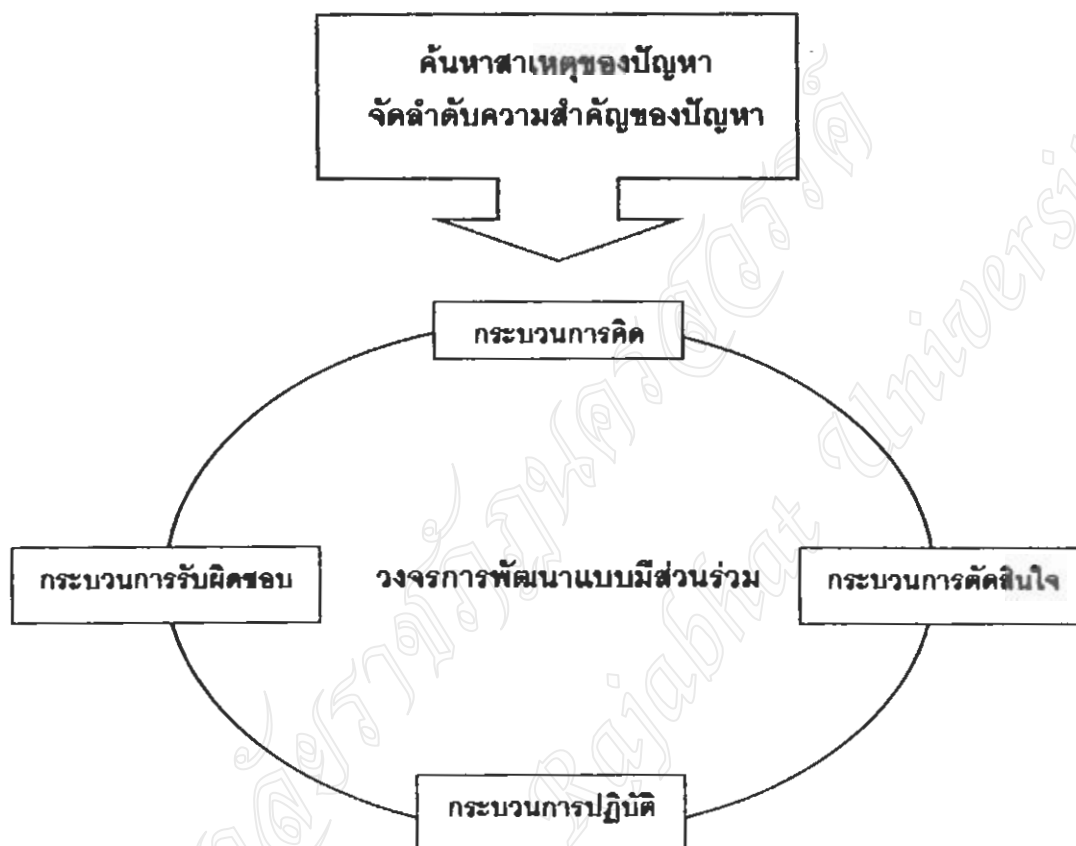 ค้นหาสาเหตุของปัญหา
จัดลำดับความสำคัญของปัญหา
กระบวนการคิด
กระบวนการรับผิดชอบ
วงจรการพัฒนาแบบมีส่วนร่วม
กระบวนการตัดสินใจ
กระบวนการปฏิบัติ
Rajabhat Universit